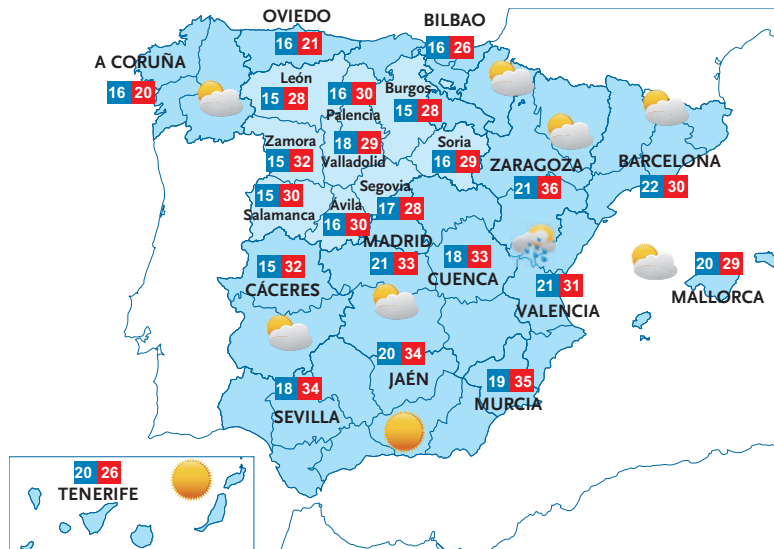 OVIEDO
16 21
BILBAO
16 26
A CORUÑA
16 20
León
15 28
16 30
Palencia
Burgos
15 28
Zamora
15 32
18 29
Valladolid
Soria
16 29
ZARAGOZA
21 36
BARCELONA
22 30
15 30
Salamanca
Ávila
16 30
Segovia
17 28
MADRID
21 33
18 33
CUENCA
15 32
CÁCERES
21 31
VALENCIA
20 29
MALLORCA
20 34
JAÉN
18 34
SEVILLA
19 35
MURCIA
20 26
TENERIFE